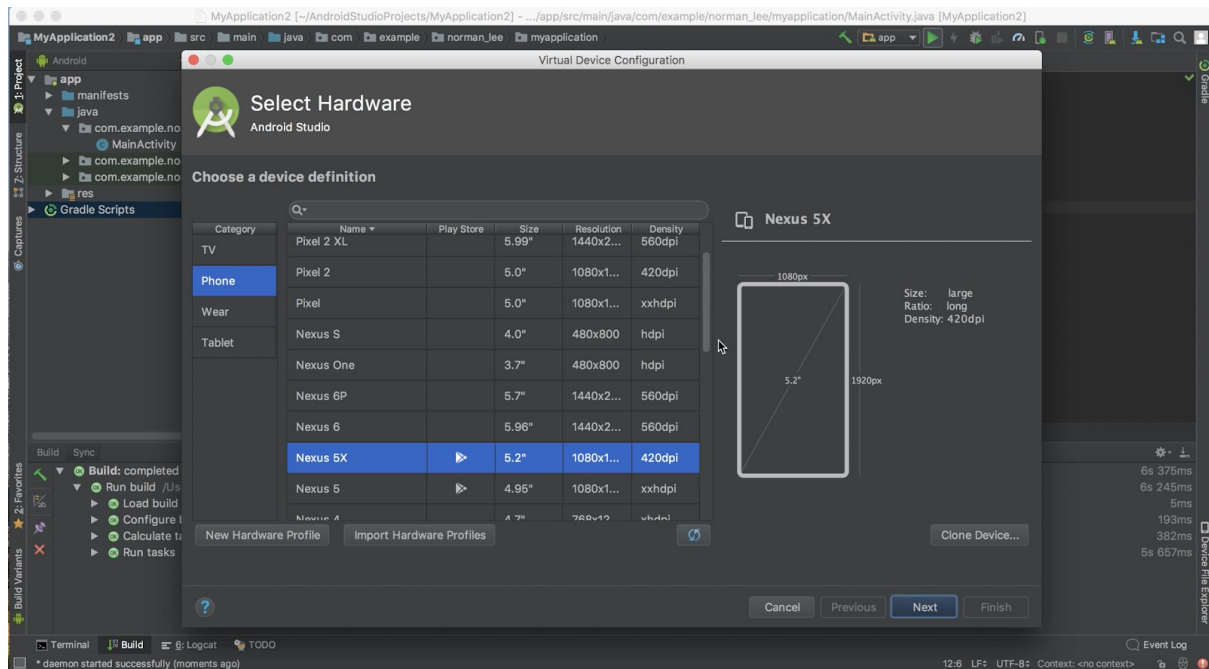 MyApplication2 [~/AndroidStudioProjects/MyApplication2] - .../app/src/main/java/com/example/norman_lee/myapplication/MainActivity.java [MyApplication2]
MyApplication2 app src main java com example norman_lee myapplication app
1: Project
Z: Structure
Captures
2: Favorites
Build Variants
Android
app
manifests
java
com.example.no
MainActivity
com.example.no
com.example.no
res
Gradle Scripts
Virtual Device Configuration
Select Hardware
Android Studio
Choose a device definition
Category
TV
Phone
Wear
Tablet
Name Play Store Size Resolution Density
Pixel 2 XL 5.99" 1440x2... 560dpi
Pixel 2 5.0" 1080x1... 420dpi
Pixel 5.0" 1080x1... xxhdpi
Nexus S 4.0" 480x800 hdpi
Nexus One 3.7" 480x800 hdpi
Nexus 6P 5.7" 1440x2... 560dpi
Nexus 6 5.96" 1440x2... 560dpi
Nexus 5X 5.2" 1080x1... 420dpi
Nexus 5 4.95" 1080x1... xxhdpi
Nexus 4 4.7" 768x12... xhdpi
New Hardware Profile Import Hardware Profiles
Nexus 5X
1080px
5.2"
1920px
Size: large
Ratio: long
Density: 420dpi
Clone Device...
? Cancel Previous Next Finish
Gradle
Device File Explorer
Build Sync
Build: completed 6s 375ms
Run build /Us 6s 245ms
Load build 5ms
Configure 193ms
Calculate ta 382ms
Run tasks 5s 657ms
Terminal Build 6: Logcat TODO Event Log
* daemon started successfully (moments ago) 12:6 LF÷ UTF-8÷ Context: <no context>